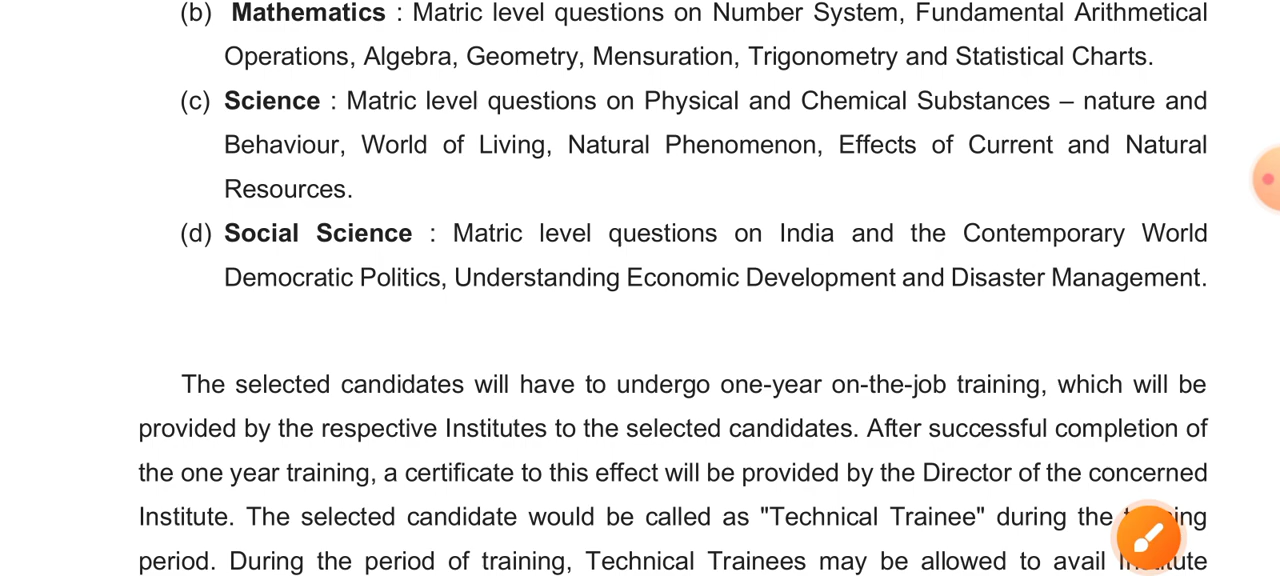 (b) Mathematics : Matric level questions on Number System, Fundamental Arithmetical
Operations, Algebra, Geometry, Mensuration, Trigonometry and Statistical Charts.
(c) Science : Matric level questions on Physical and Chemical Substances – nature and
Behaviour, World of Living, Natural Phenomenon, Effects of Current and Natural
Resources.
(d) Social Science : Matric level questions on India and the Contemporary World
Democratic Politics, Understanding Economic Development and Disaster Management.
The selected candidates will have to undergo one-year on-the-job training, which will be
provided by the respective Institutes to the selected candidates. After successful completion of
the one year training, a certificate to this effect will be provided by the Director of the concerned
Institute. The selected candidate would be called as "Technical Trainee" during the
period. During the period of training, Technical Trainees may be allowed to avail